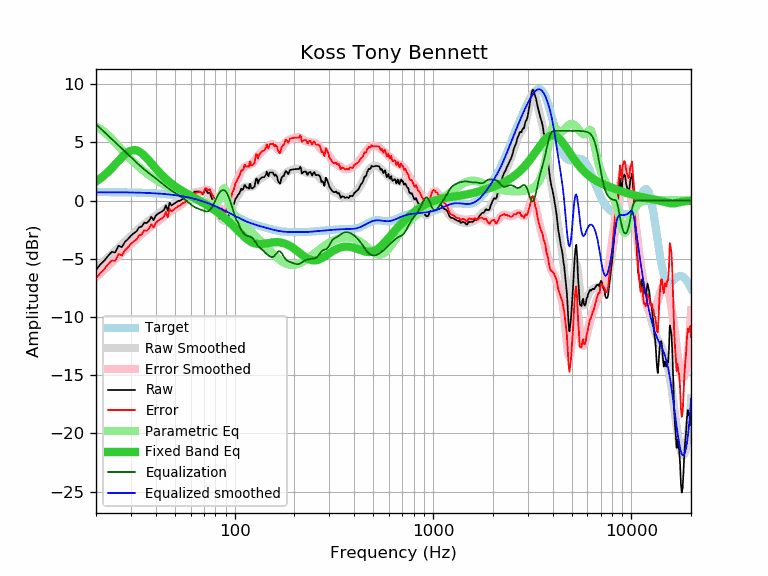 Koss Tony Bennett
10
5
0
−5
−10
−15
−20
−25
Amplitude (dBr)
Target
Raw Smoothed
Error Smoothed
Raw
Error
Parametric Eq
Fixed Band Eq
Equalization
Equalized smoothed
100
1000
10000
Frequency (Hz)